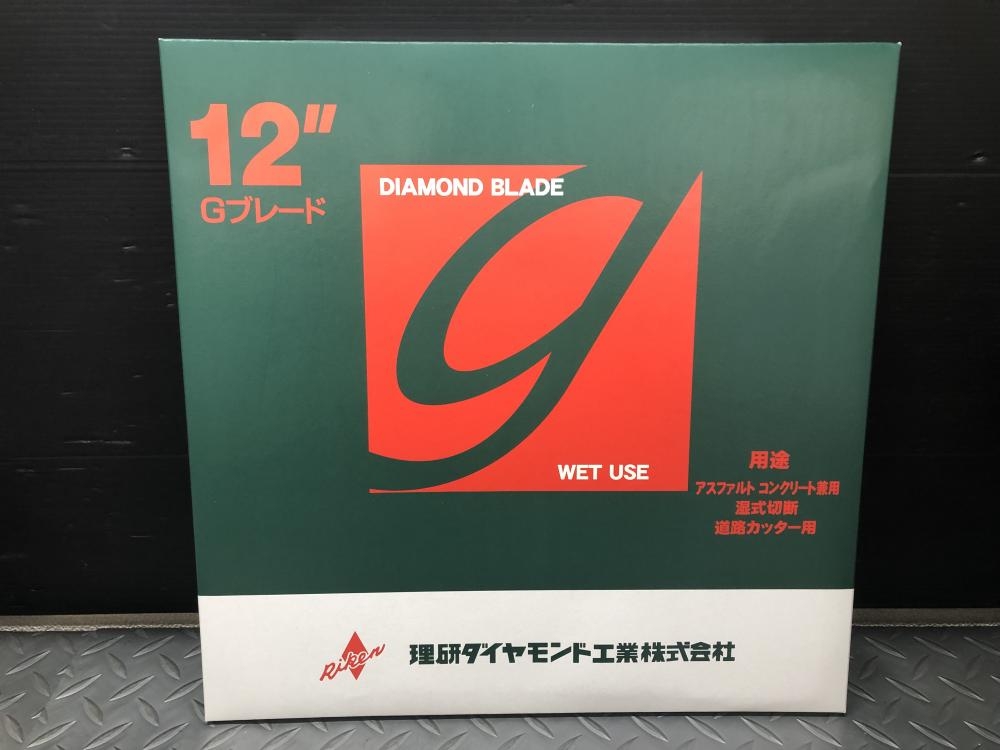 12"
Gブレード
DIAMOND BLADE
g
WET USE
用途
アスファルト コンクリート兼用
湿式切断
道路カッター用
Riken
理研ダイヤモンド工業株式会社